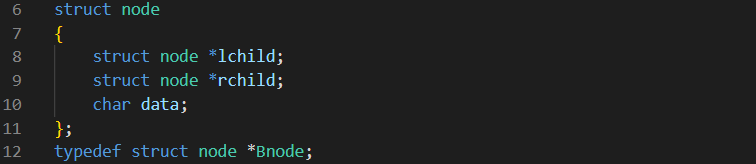 6 struct node
7 {
8 struct node *lchild;
9 struct node *rchild;
10 char data;
11 };
12 typedef struct node *Bnode;